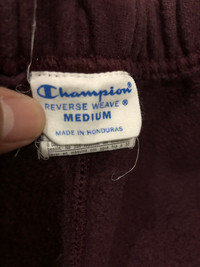 Champion®
REVERSE WEAVE®
MEDIUM
MADE IN HONDURAS